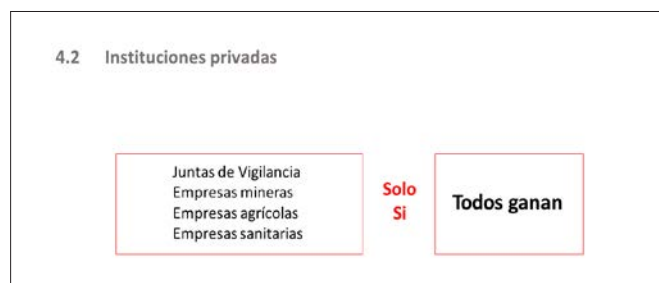 4.2 Instituciones privadas
Juntas de Vigilancia
Empresas mineras
Empresas agrícolas
Empresas sanitarias
Solo
Si
Todos ganan